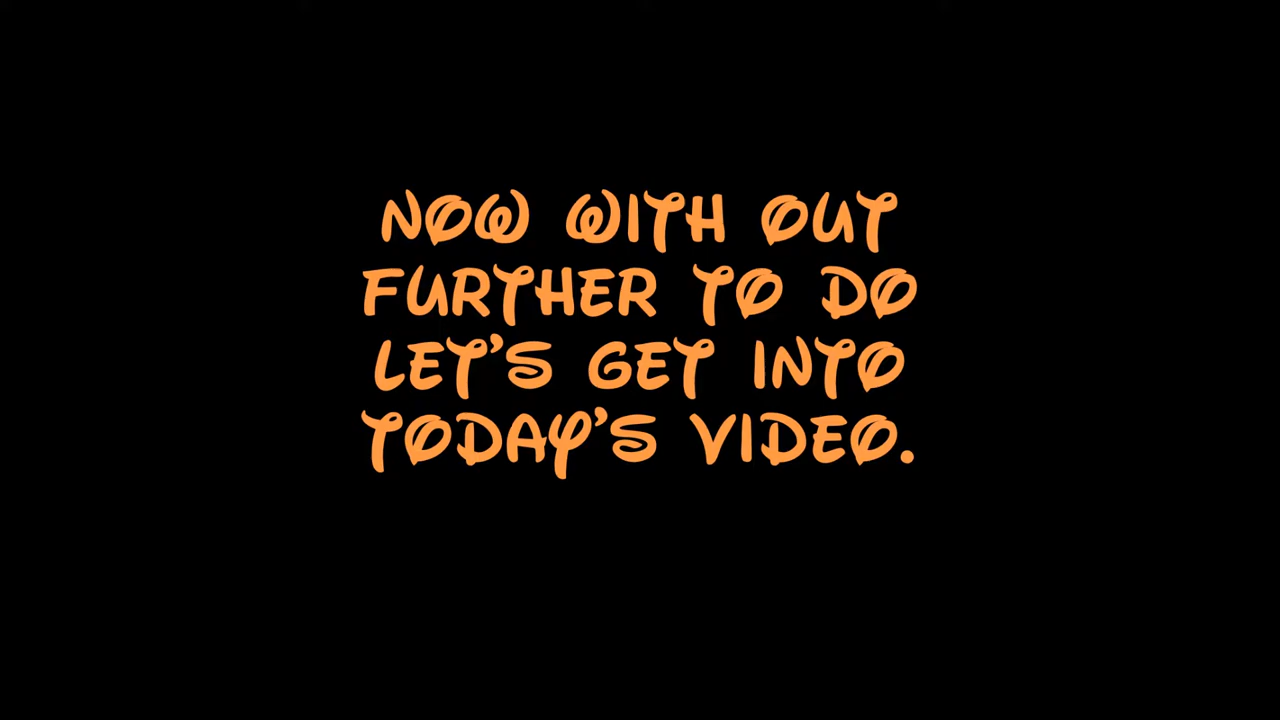 NOW WITH OUT
FURTHER TO DO
LET'S GET INTO
TODAY'S VIDEO.